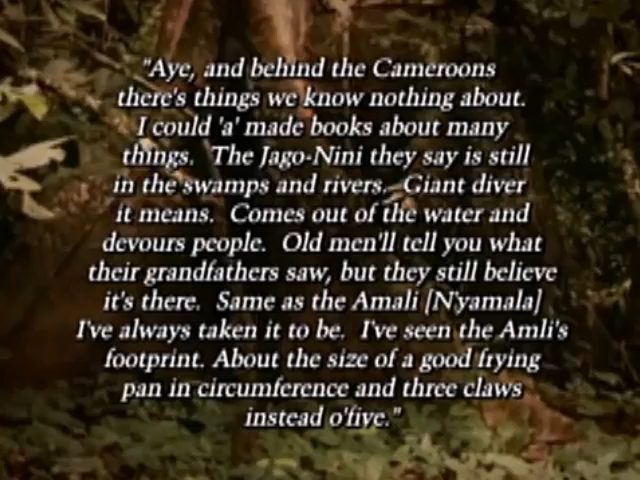 "Aye, and behind the Cameroons
there's things we know nothing about.
I could 'a' made books about many
things.  The Jago-Nini they say is still
in the swamps and rivers.  Giant diver
it means.  Comes out of the water and
devours people.  Old men'll tell you what
their grandfathers saw, but they still believe
it's there.  Same as the Amali [N'yamala]
I've always taken it to be.  I've seen the Amli's
footprint. About the size of a good frying
pan in circumference and three claws
instead o'five."